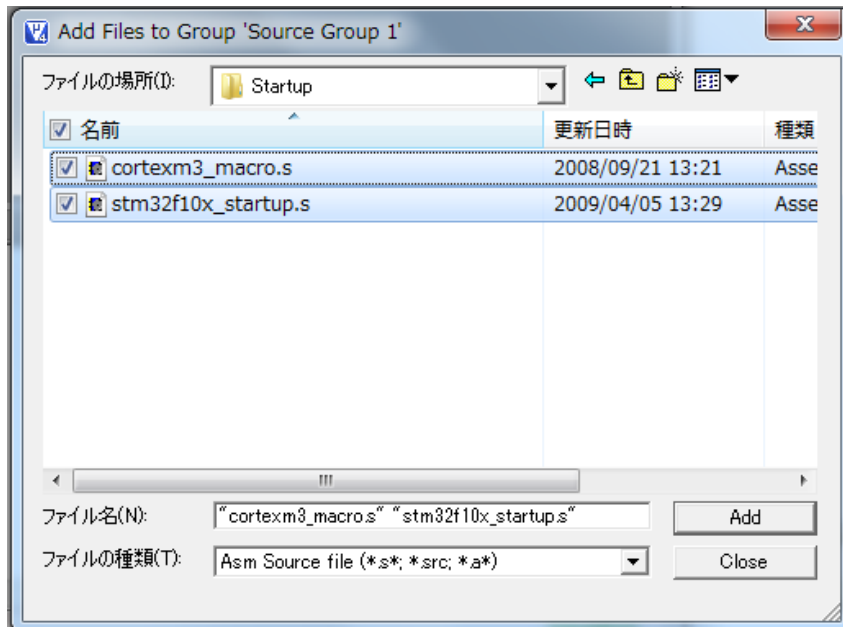 Add Files to Group 'Source Group 1'
ファイルの場所(I): Startup
名前 更新日時 種類
cortexm3_macro.s 2008/09/21 13:21 Asse
stm32f10x_startup.s 2009/04/05 13:29 Asse
ファイル名(N): "cortexm3_macro.s" "stm32f10x_startup.s" Add
ファイルの種類(T): Asm Source file (*.s*; *.src; *.a*) Close